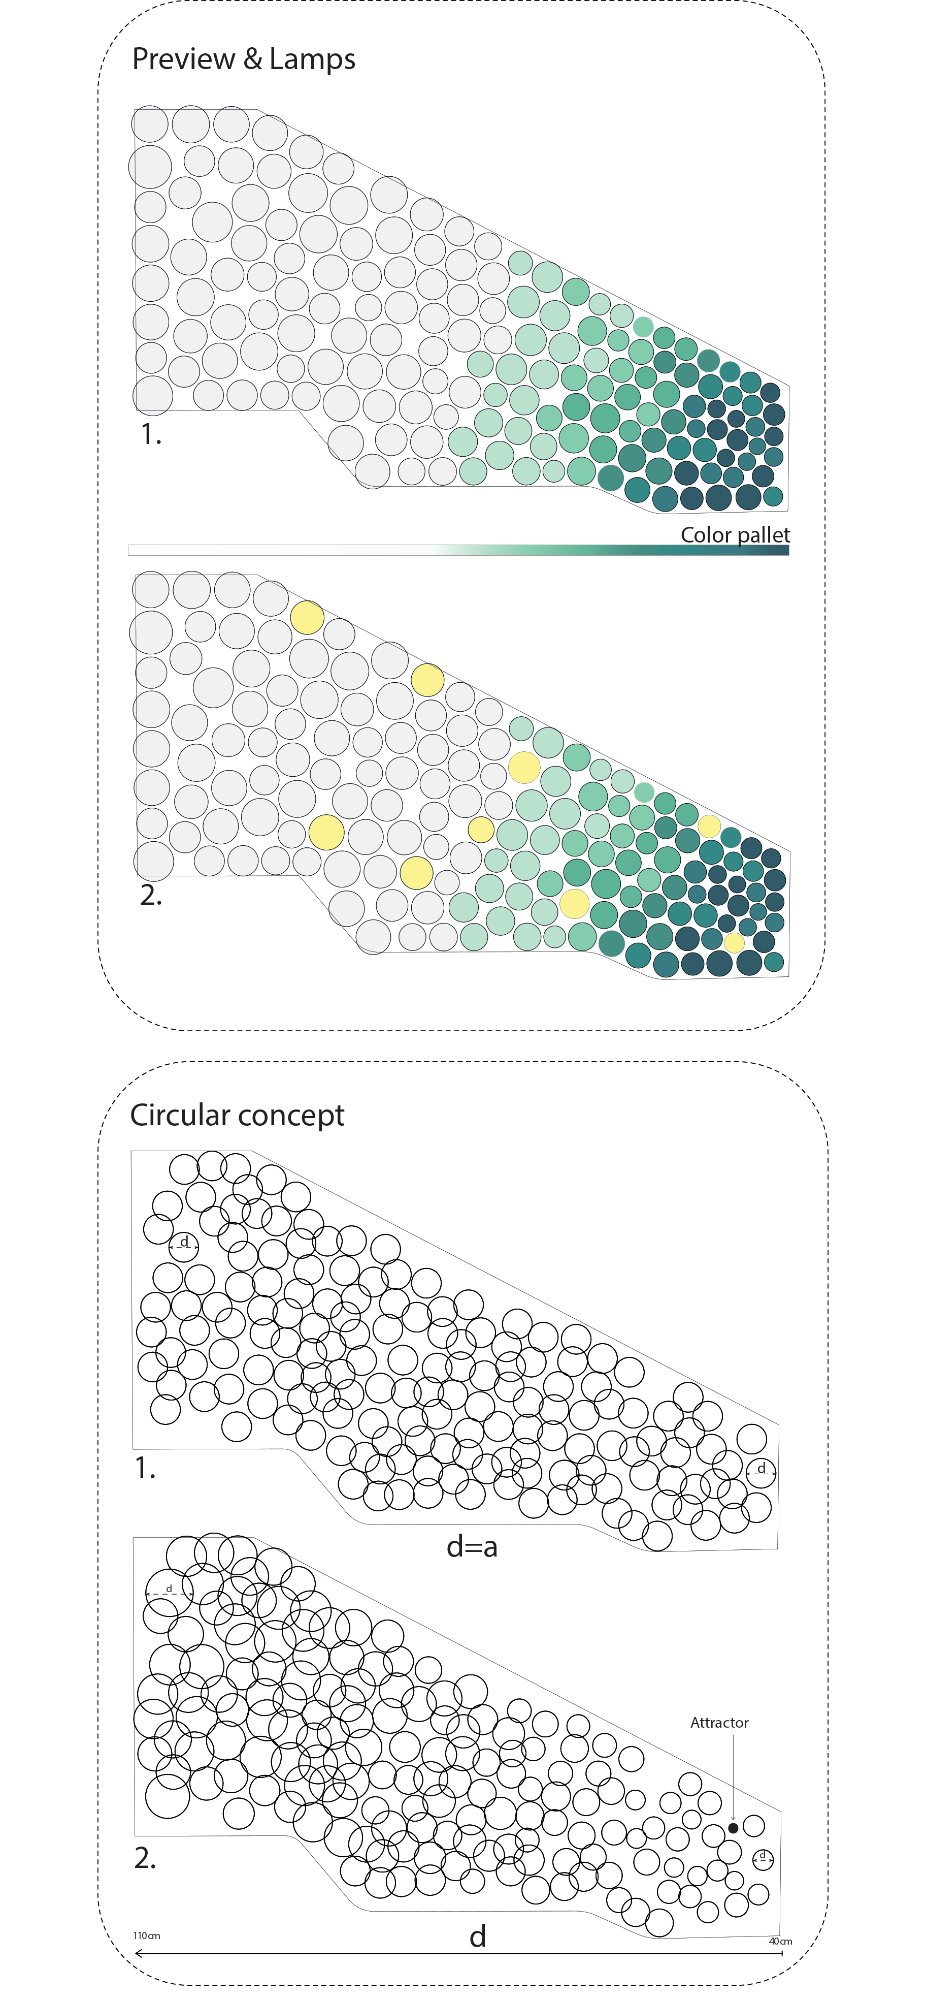 Preview & Lamps
1.
Color pallet
2.
Circular concept
d
d
1.
d=a
d
Attractor
d
2.
110cm
d
40cm